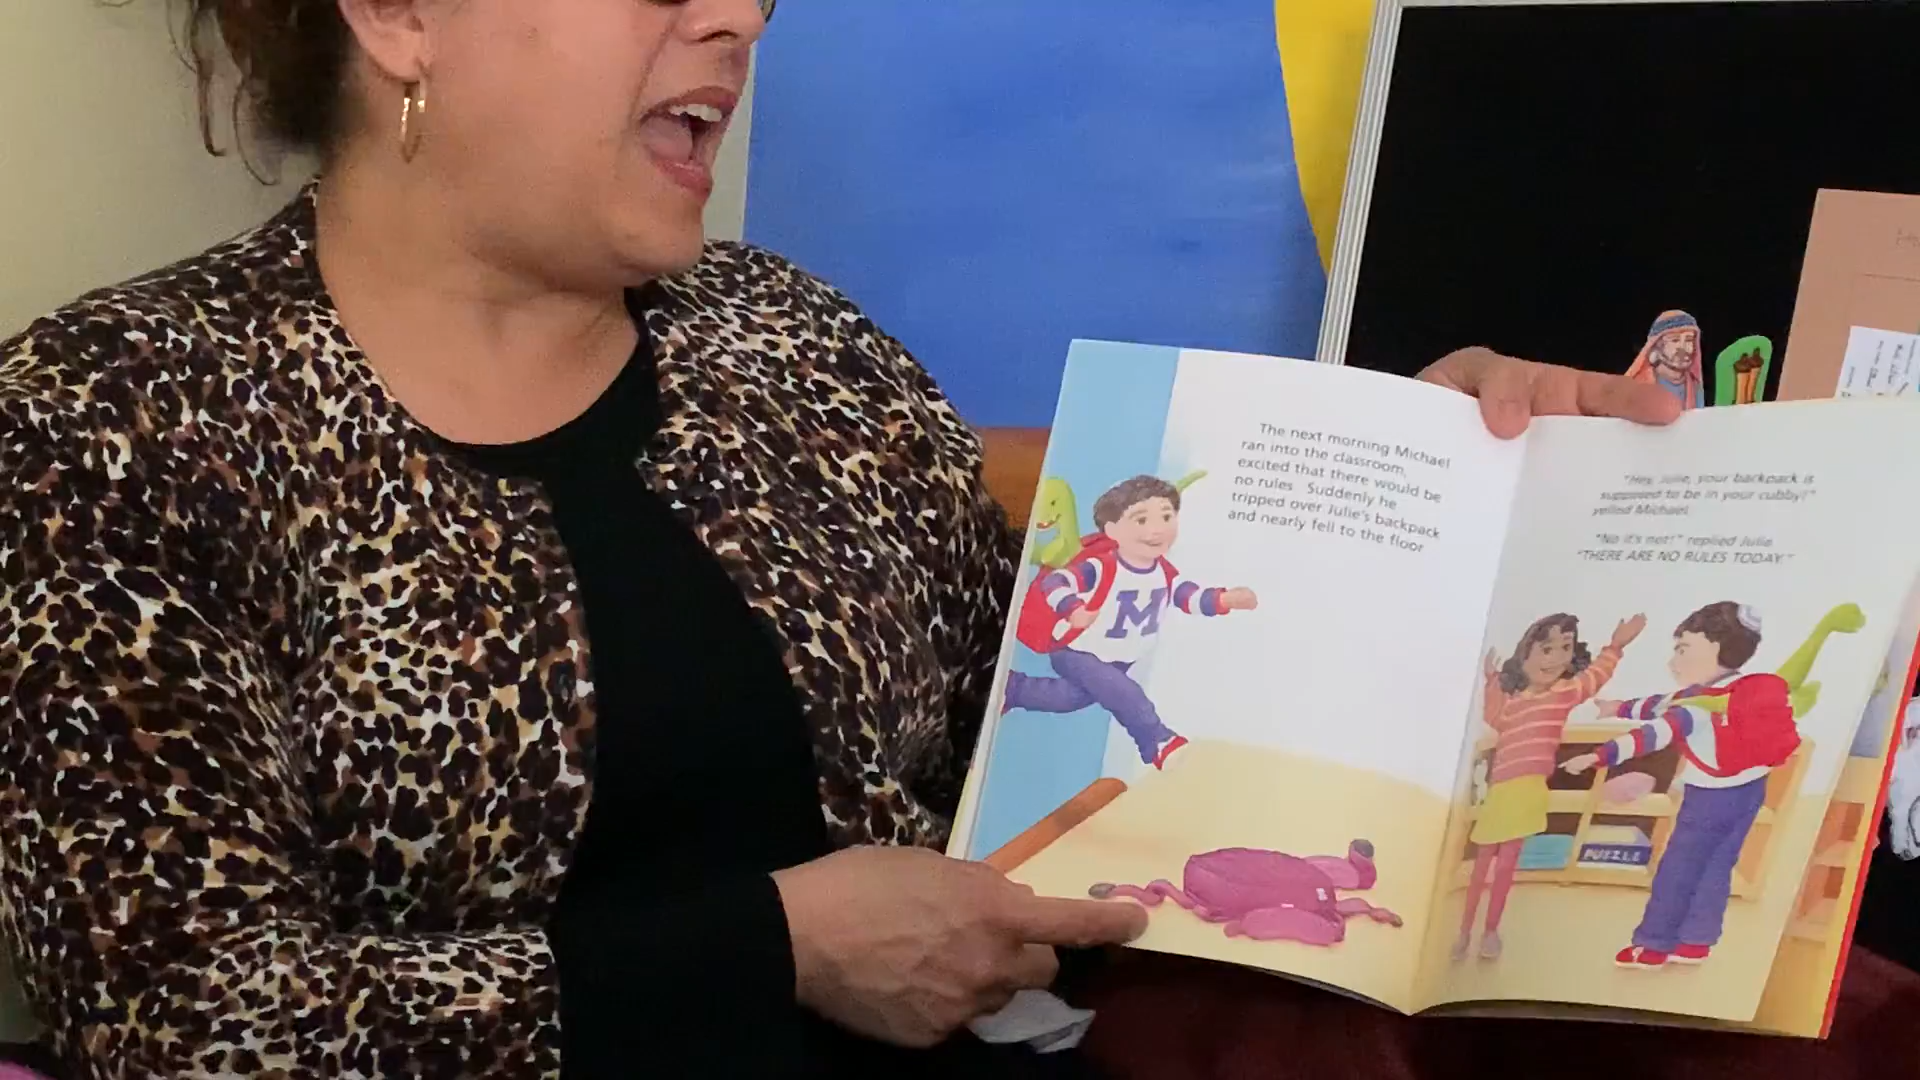 The next morning Michael
ran into the classroom,
excited that there would be
no rules. Suddenly he
tripped over Julie's backpack
and nearly fell to the floor
"Hey, Julie, your backpack is
supposed to be in your cubby!"
yelled Michael.
"No it's not!" replied Julie.
"THERE ARE NO RULES TODAY."
M
PUZZLE